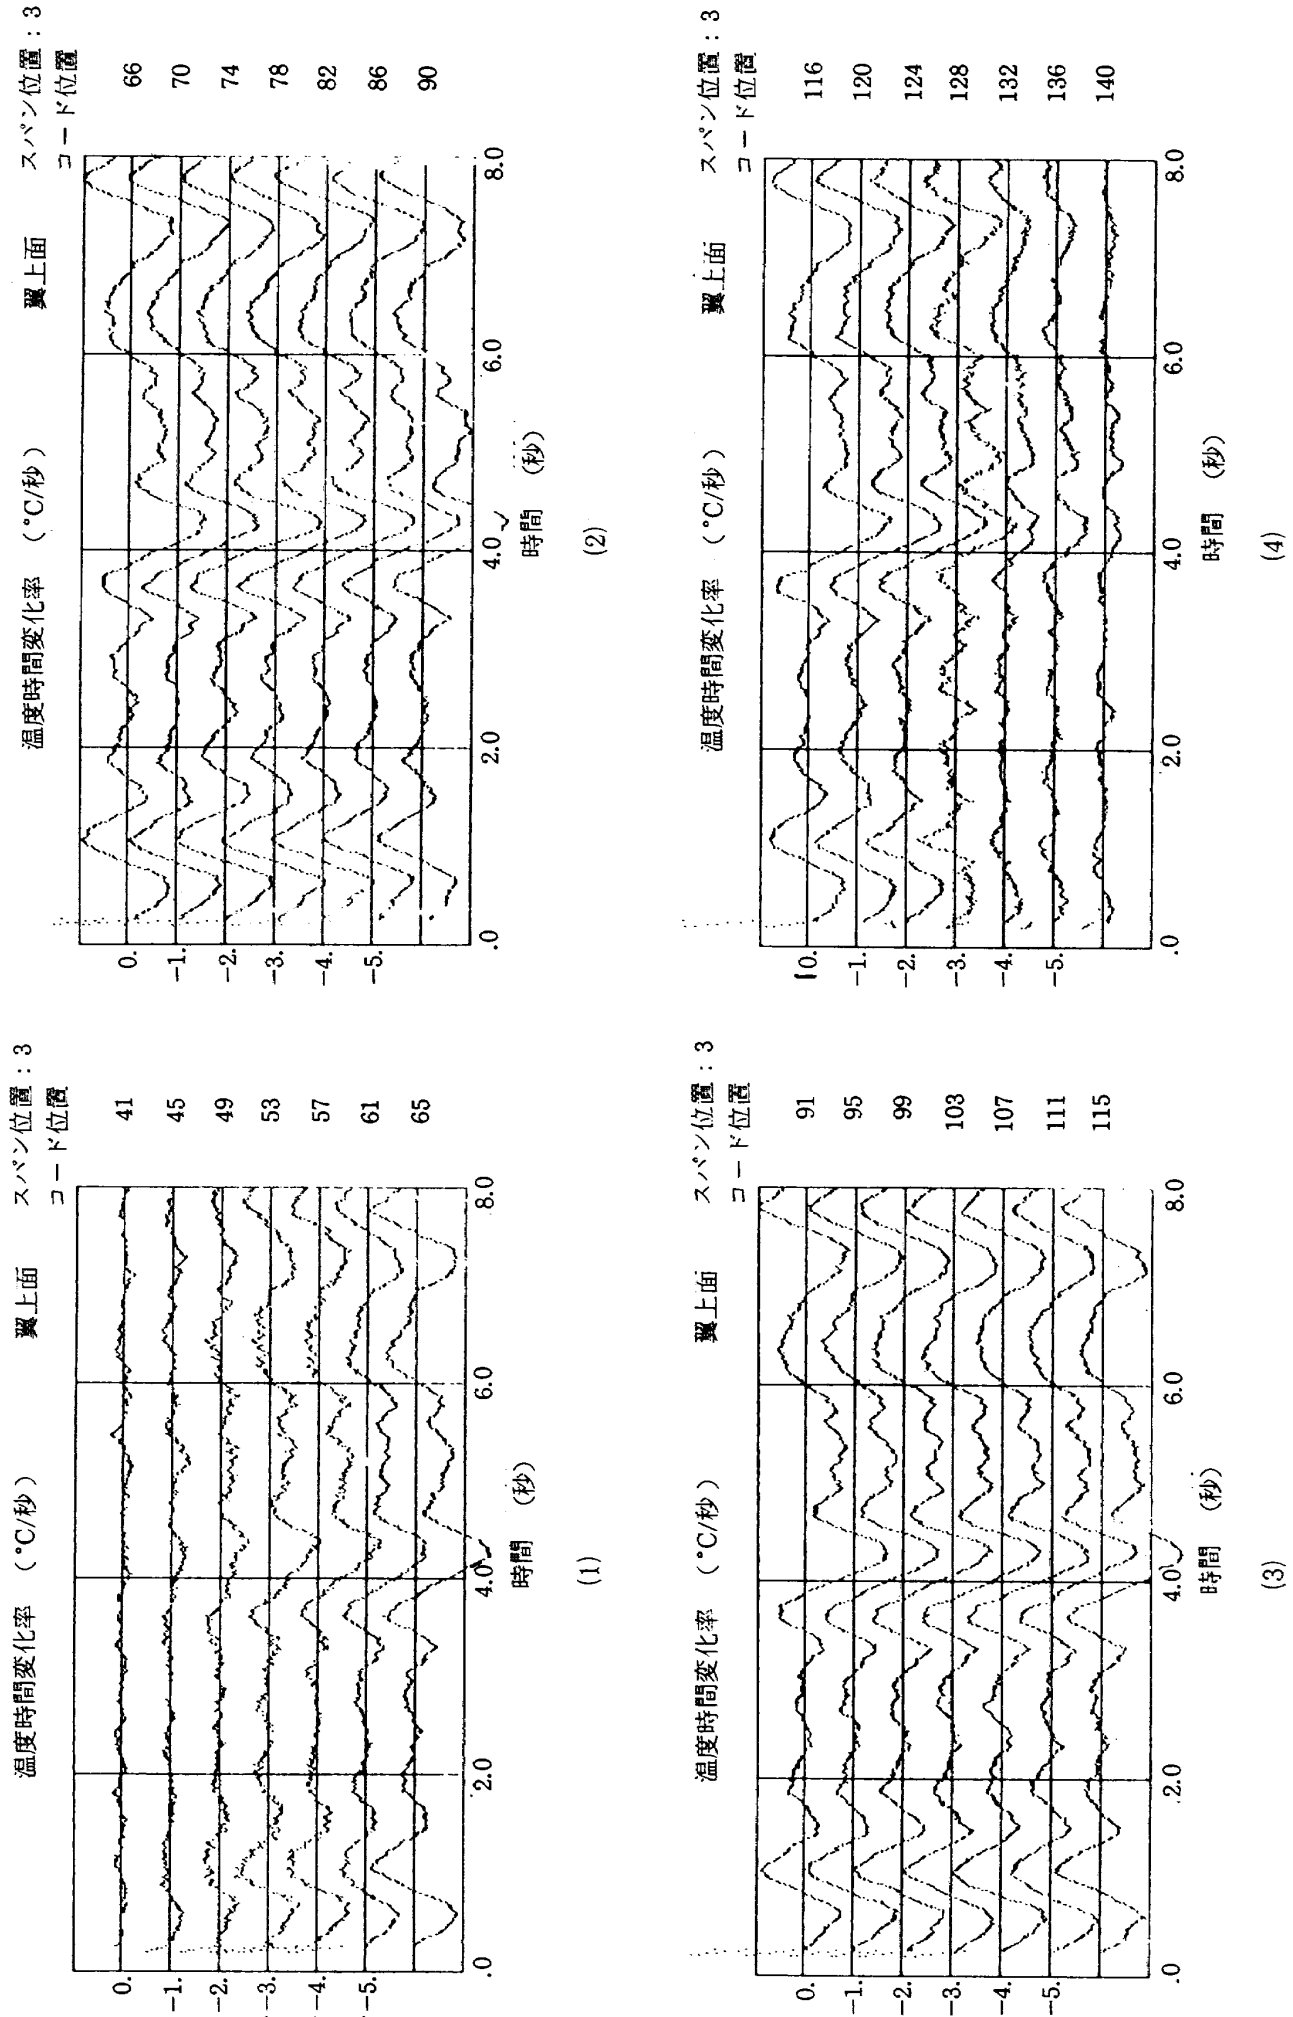 温度時間変化率 (°C/秒) 翼上面 スパン位置:3
コード位置
0. 41
-1. 45
-2. 49
-3. 53
-4. 57
-5. 61
65
.0 2.0 4.0 6.0 8.0
時間 (秒)
(1)
温度時間変化率 (°C/秒) 翼上面 スパン位置:3
コード位置
0. 66
-1. 70
-2. 74
-3. 78
-4. 82
-5. 86
90
.0 2.0 4.0 6.0 8.0
時間 (秒)
(2)
温度時間変化率 (°C/秒) 翼上面 スパン位置:3
コード位置
0. 91
-1. 95
-2. 99
-3. 103
-4. 107
-5. 111
115
.0 2.0 4.0 6.0 8.0
時間 (秒)
(3)
温度時間変化率 (°C/秒) 翼上面 スパン位置:3
コード位置
0. 116
-1. 120
-2. 124
-3. 128
-4. 132
-5. 136
140
.0 2.0 4.0 6.0 8.0
時間 (秒)
(4)